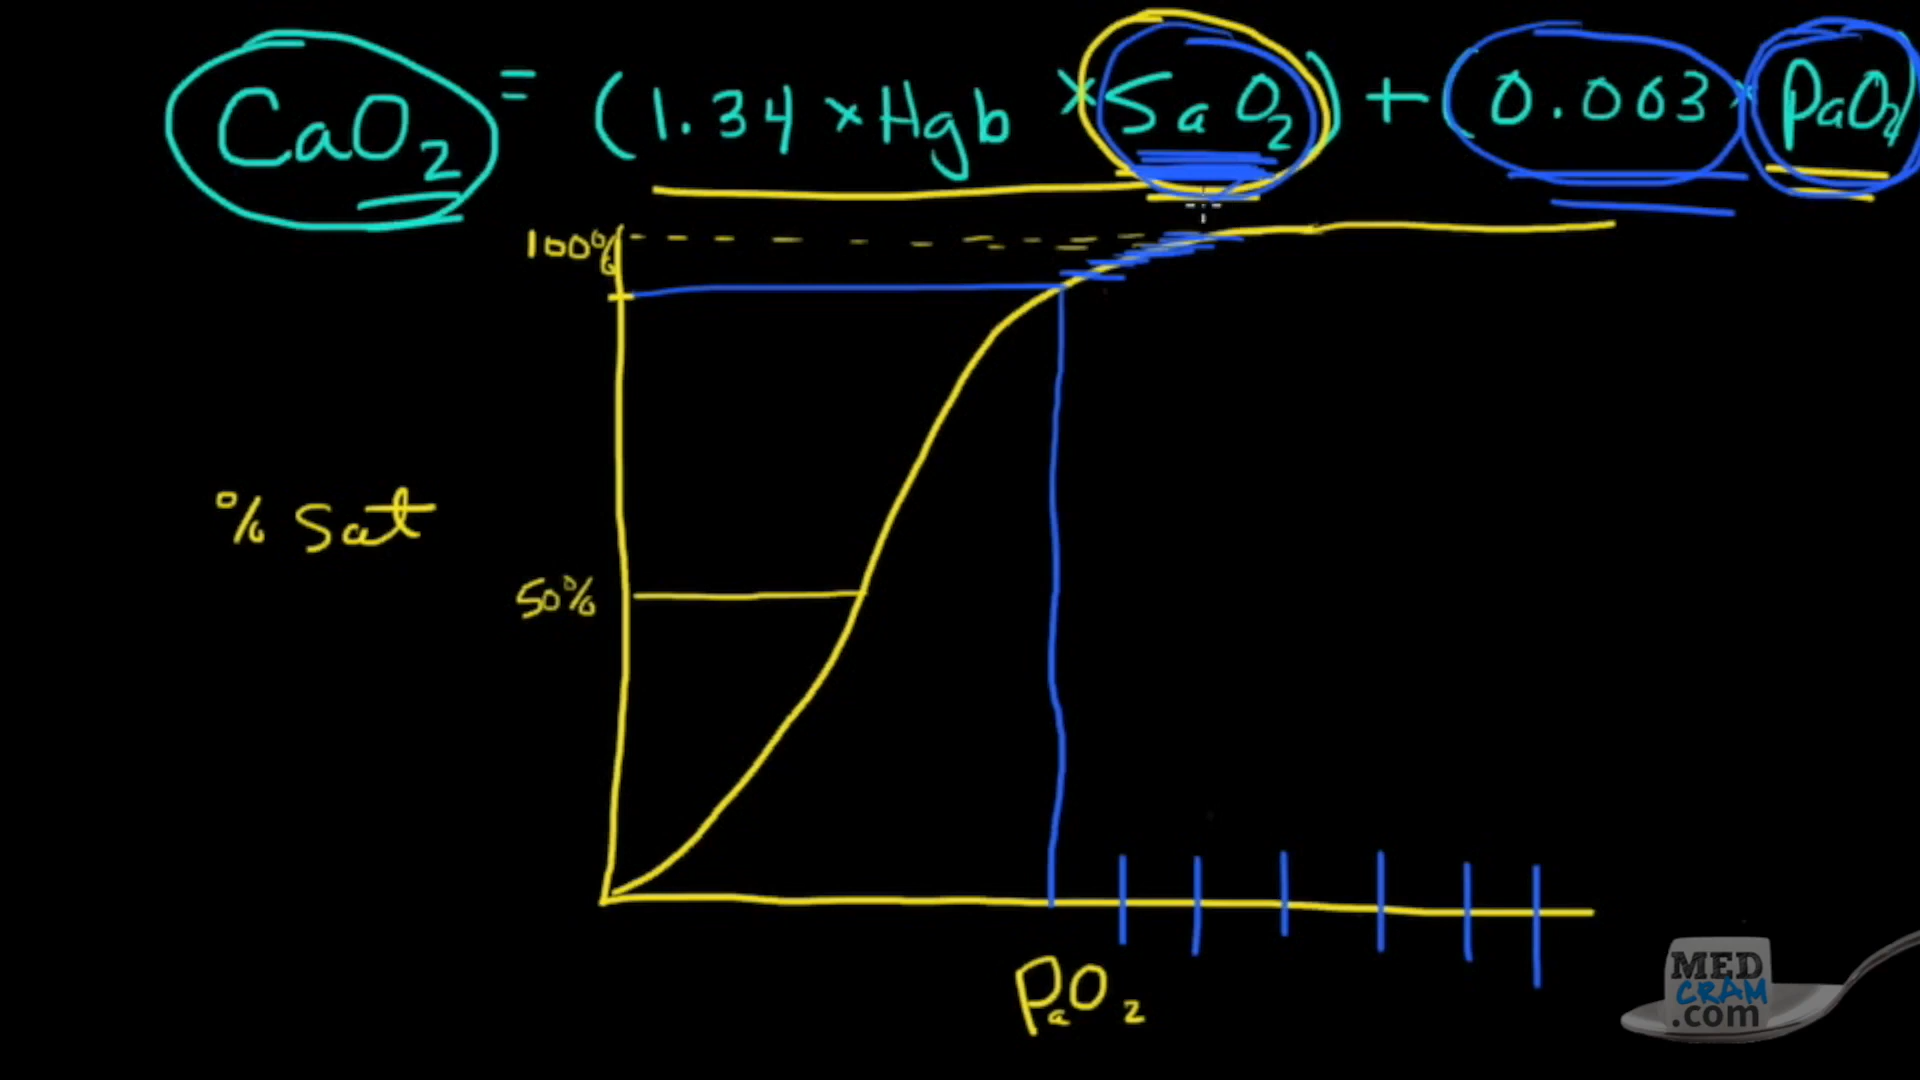 CaO2 = (1.34 × Hgb × SaO2) + (0.003 × PaO2)
100%
% Sat
50%
PaO2
MED
CRAM
.com